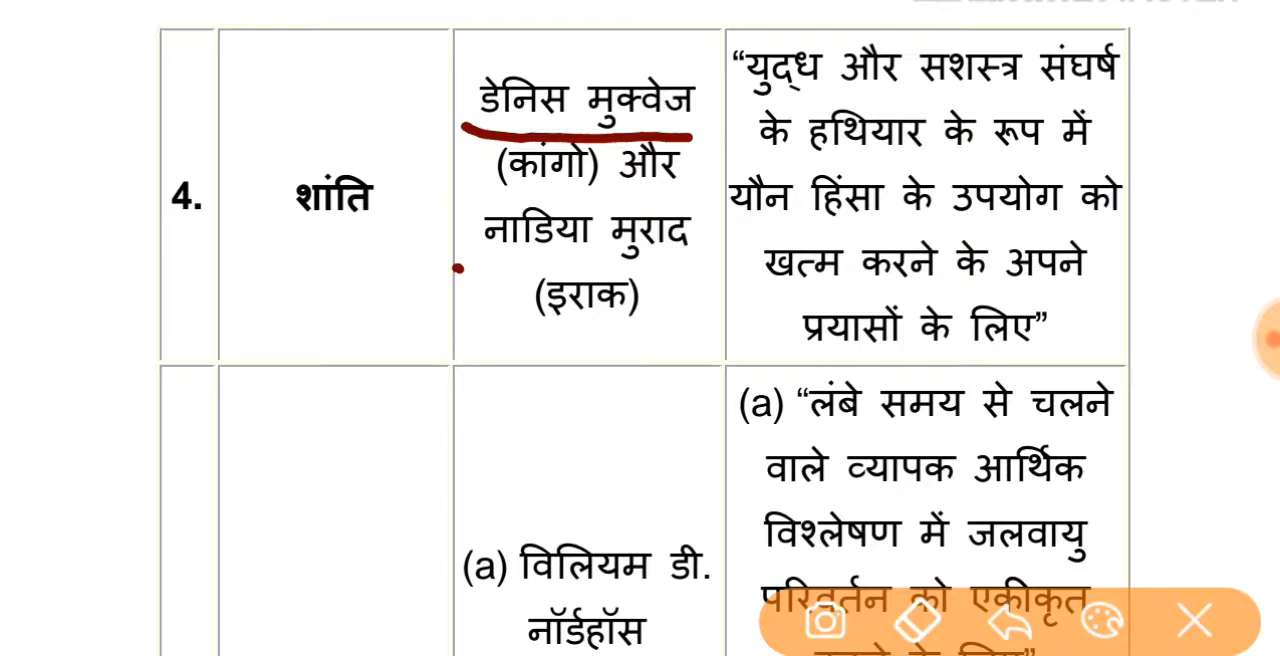 4.
शांति
डेनिस मुक्वेज
(कांगो) और
नाडिया मुराद
(इराक)
“युद्ध और सशस्त्र संघर्ष
के हथियार के रूप में
यौन हिंसा के उपयोग को
खत्म करने के अपने
प्रयासों के लिए”
(a) विलियम डी.
नॉर्डहॉस
(a) “लंबे समय से चलने
वाले व्यापक आर्थिक
विश्लेषण में जलवायु
परिवर्तन को एकीकृत